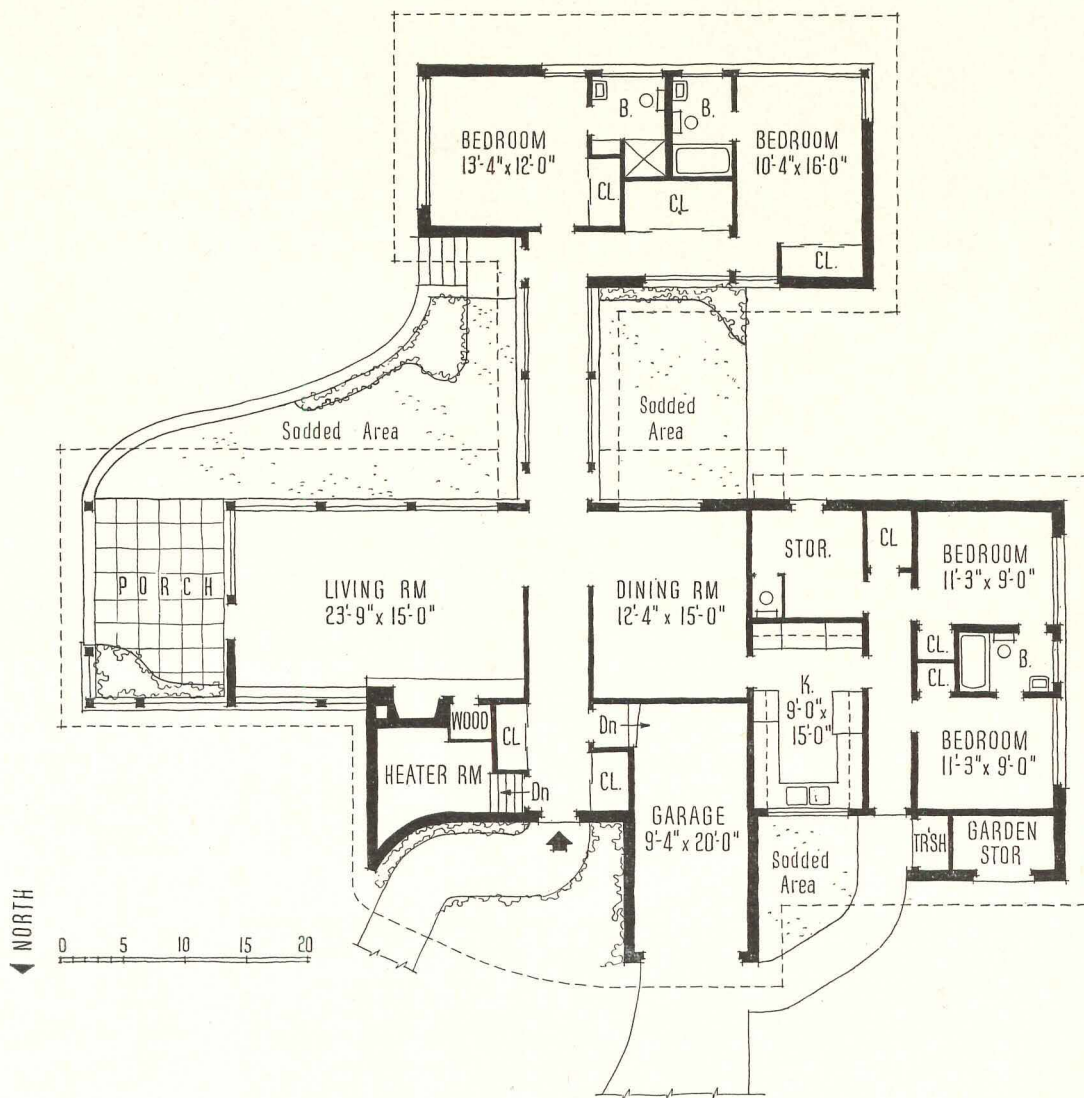 BEDROOM
13'-4" x 12'-0"
B.
B.
BEDROOM
10'-4" x 16'-0"
CL.
CL
CL.
Sodded Area
Sodded
Area
PORCH
LIVING RM
23'-9" x 15'-0"
DINING RM
12'-4" x 15'-0"
STOR.
CL
BEDROOM
11'-3" x 9'-0"
CL.
B.
CL.
K.
9'-0" x
15'-0"
BEDROOM
11'-3" x 9'-0"
WOOD
CL
Dn
HEATER RM
Dn
CL.
GARAGE
9'-4" x 20'-0"
Sodded
Area
TR'SH
GARDEN
STOR
NORTH
0 5 10 15 20